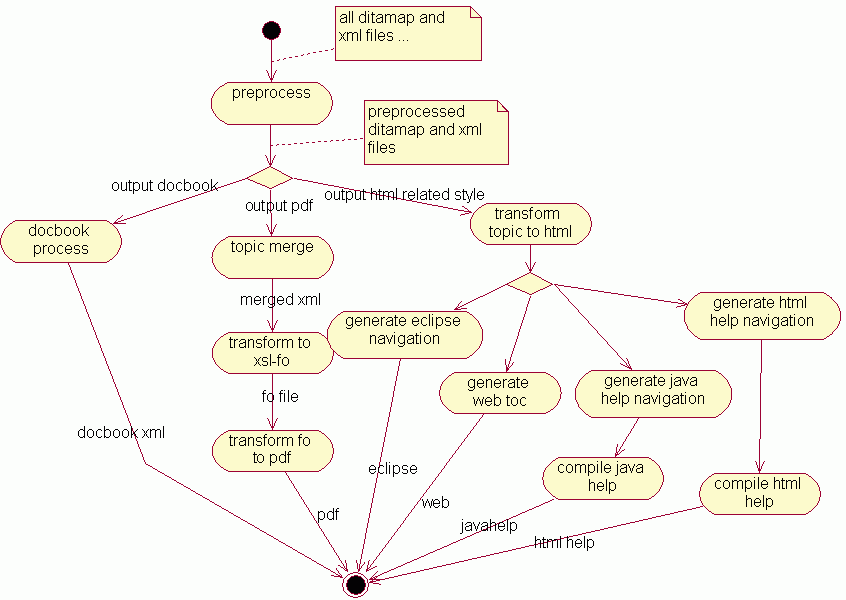 all ditamap and
xml files ...
preprocess
preprocessed
ditamap and xml
files
output docbook
output pdf
output html related style
transform
topic to html
docbook
process
topic merge
merged xml
generate html
help navigation
generate eclipse
navigation
transform to
xsl-fo
generate
web toc
generate java
help navigation
fo file
docbook xml
transform fo
to pdf
eclipse
compile java
help
compile html
help
web
pdf
javahelp
html help